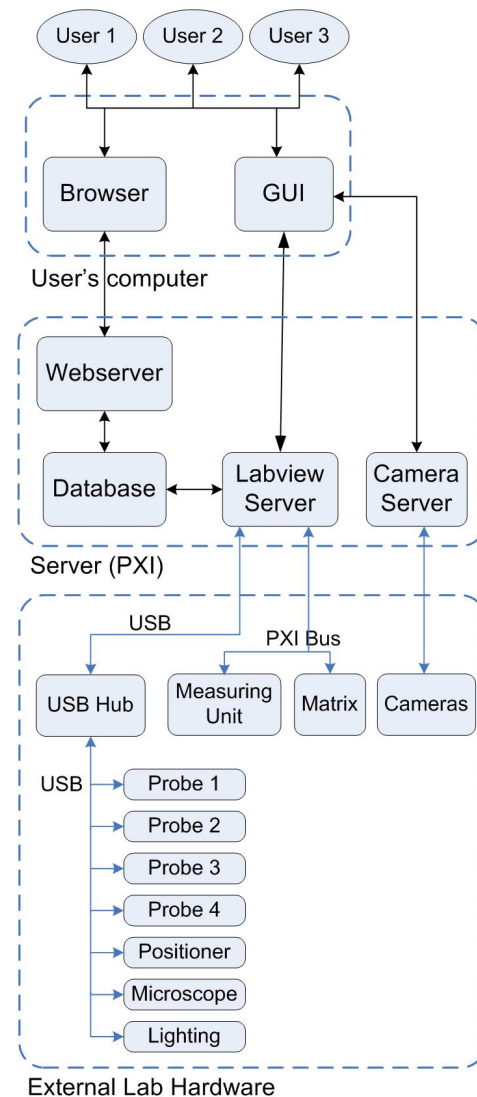 User 1
User 2
User 3
Browser
GUI
User's computer
Webserver
Database
Labview
Server
Camera
Server
Server (PXI)
USB
PXI Bus
USB Hub
Measuring
Unit
Matrix
Cameras
USB
Probe 1
Probe 2
Probe 3
Probe 4
Positioner
Microscope
Lighting
External Lab Hardware